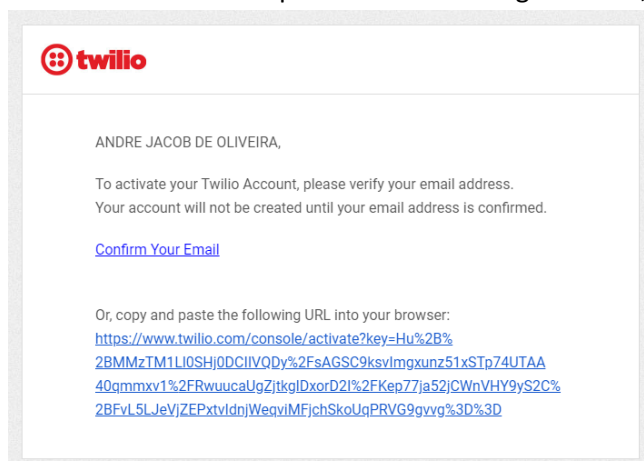 twilio
ANDRE JACOB DE OLIVEIRA,
To activate your Twilio Account, please verify your email address.
Your account will not be created until your email address is confirmed.
Confirm Your Email
Or, copy and paste the following URL into your browser:
https://www.twilio.com/console/activate?key=Hu%2B%
2BMMzTM1LI0SHj0DCIIVQDy%2FsAGSC9ksvImgxunz51xSTp74UTAA
40qmmxv1%2FRwuucaUgZjtkgIDxorD2I%2FKep77ja52jCWnVHY9yS2C%
2BFvL5LJeVjZEPxtvIdnjWeqviMFjchSkoUqPRVG9gvvg%3D%3D